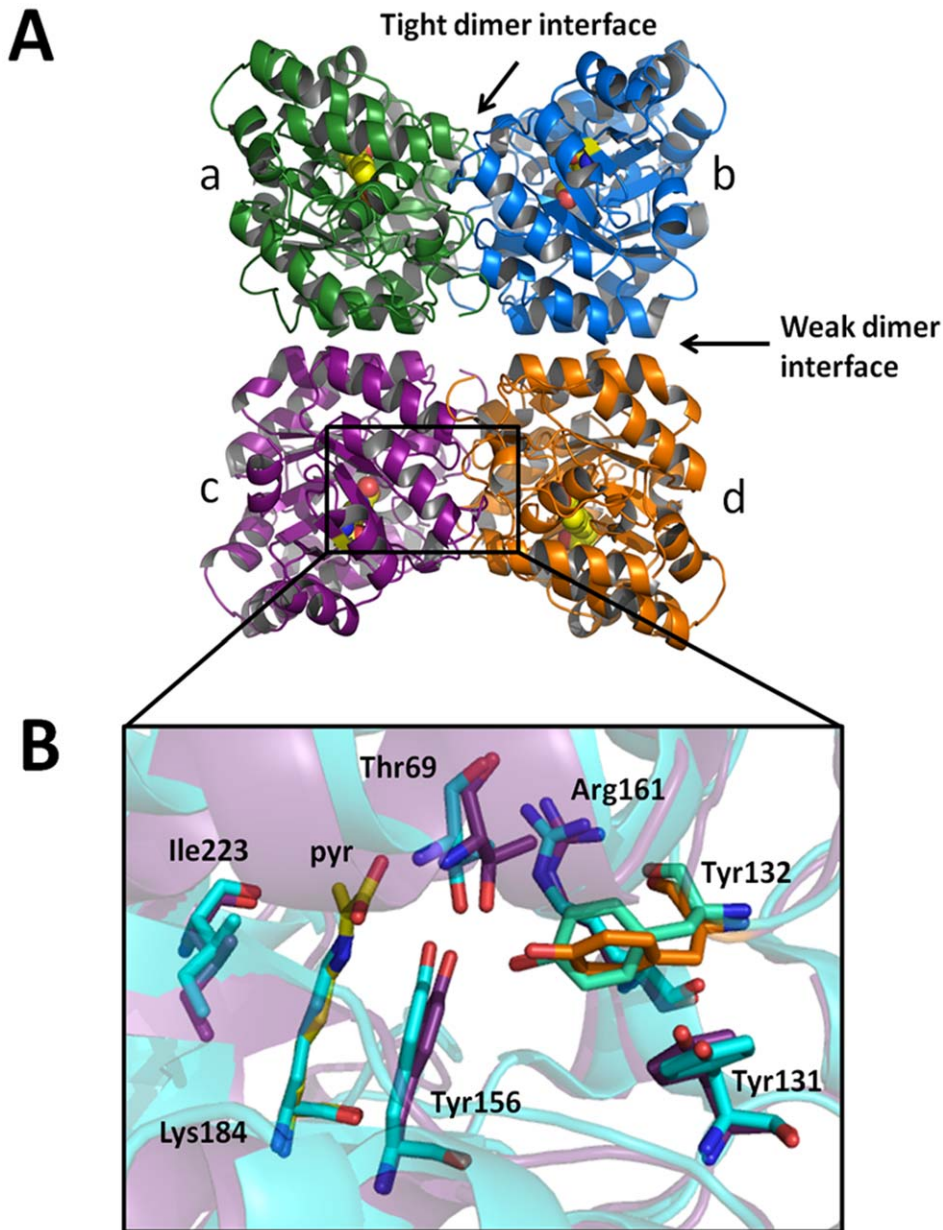 A
Tight dimer interface
a
b
Weak dimer
interface
c
d
B
Thr69
Arg161
Ile223
pyr
Tyr132
Lys184
Tyr156
Tyr131